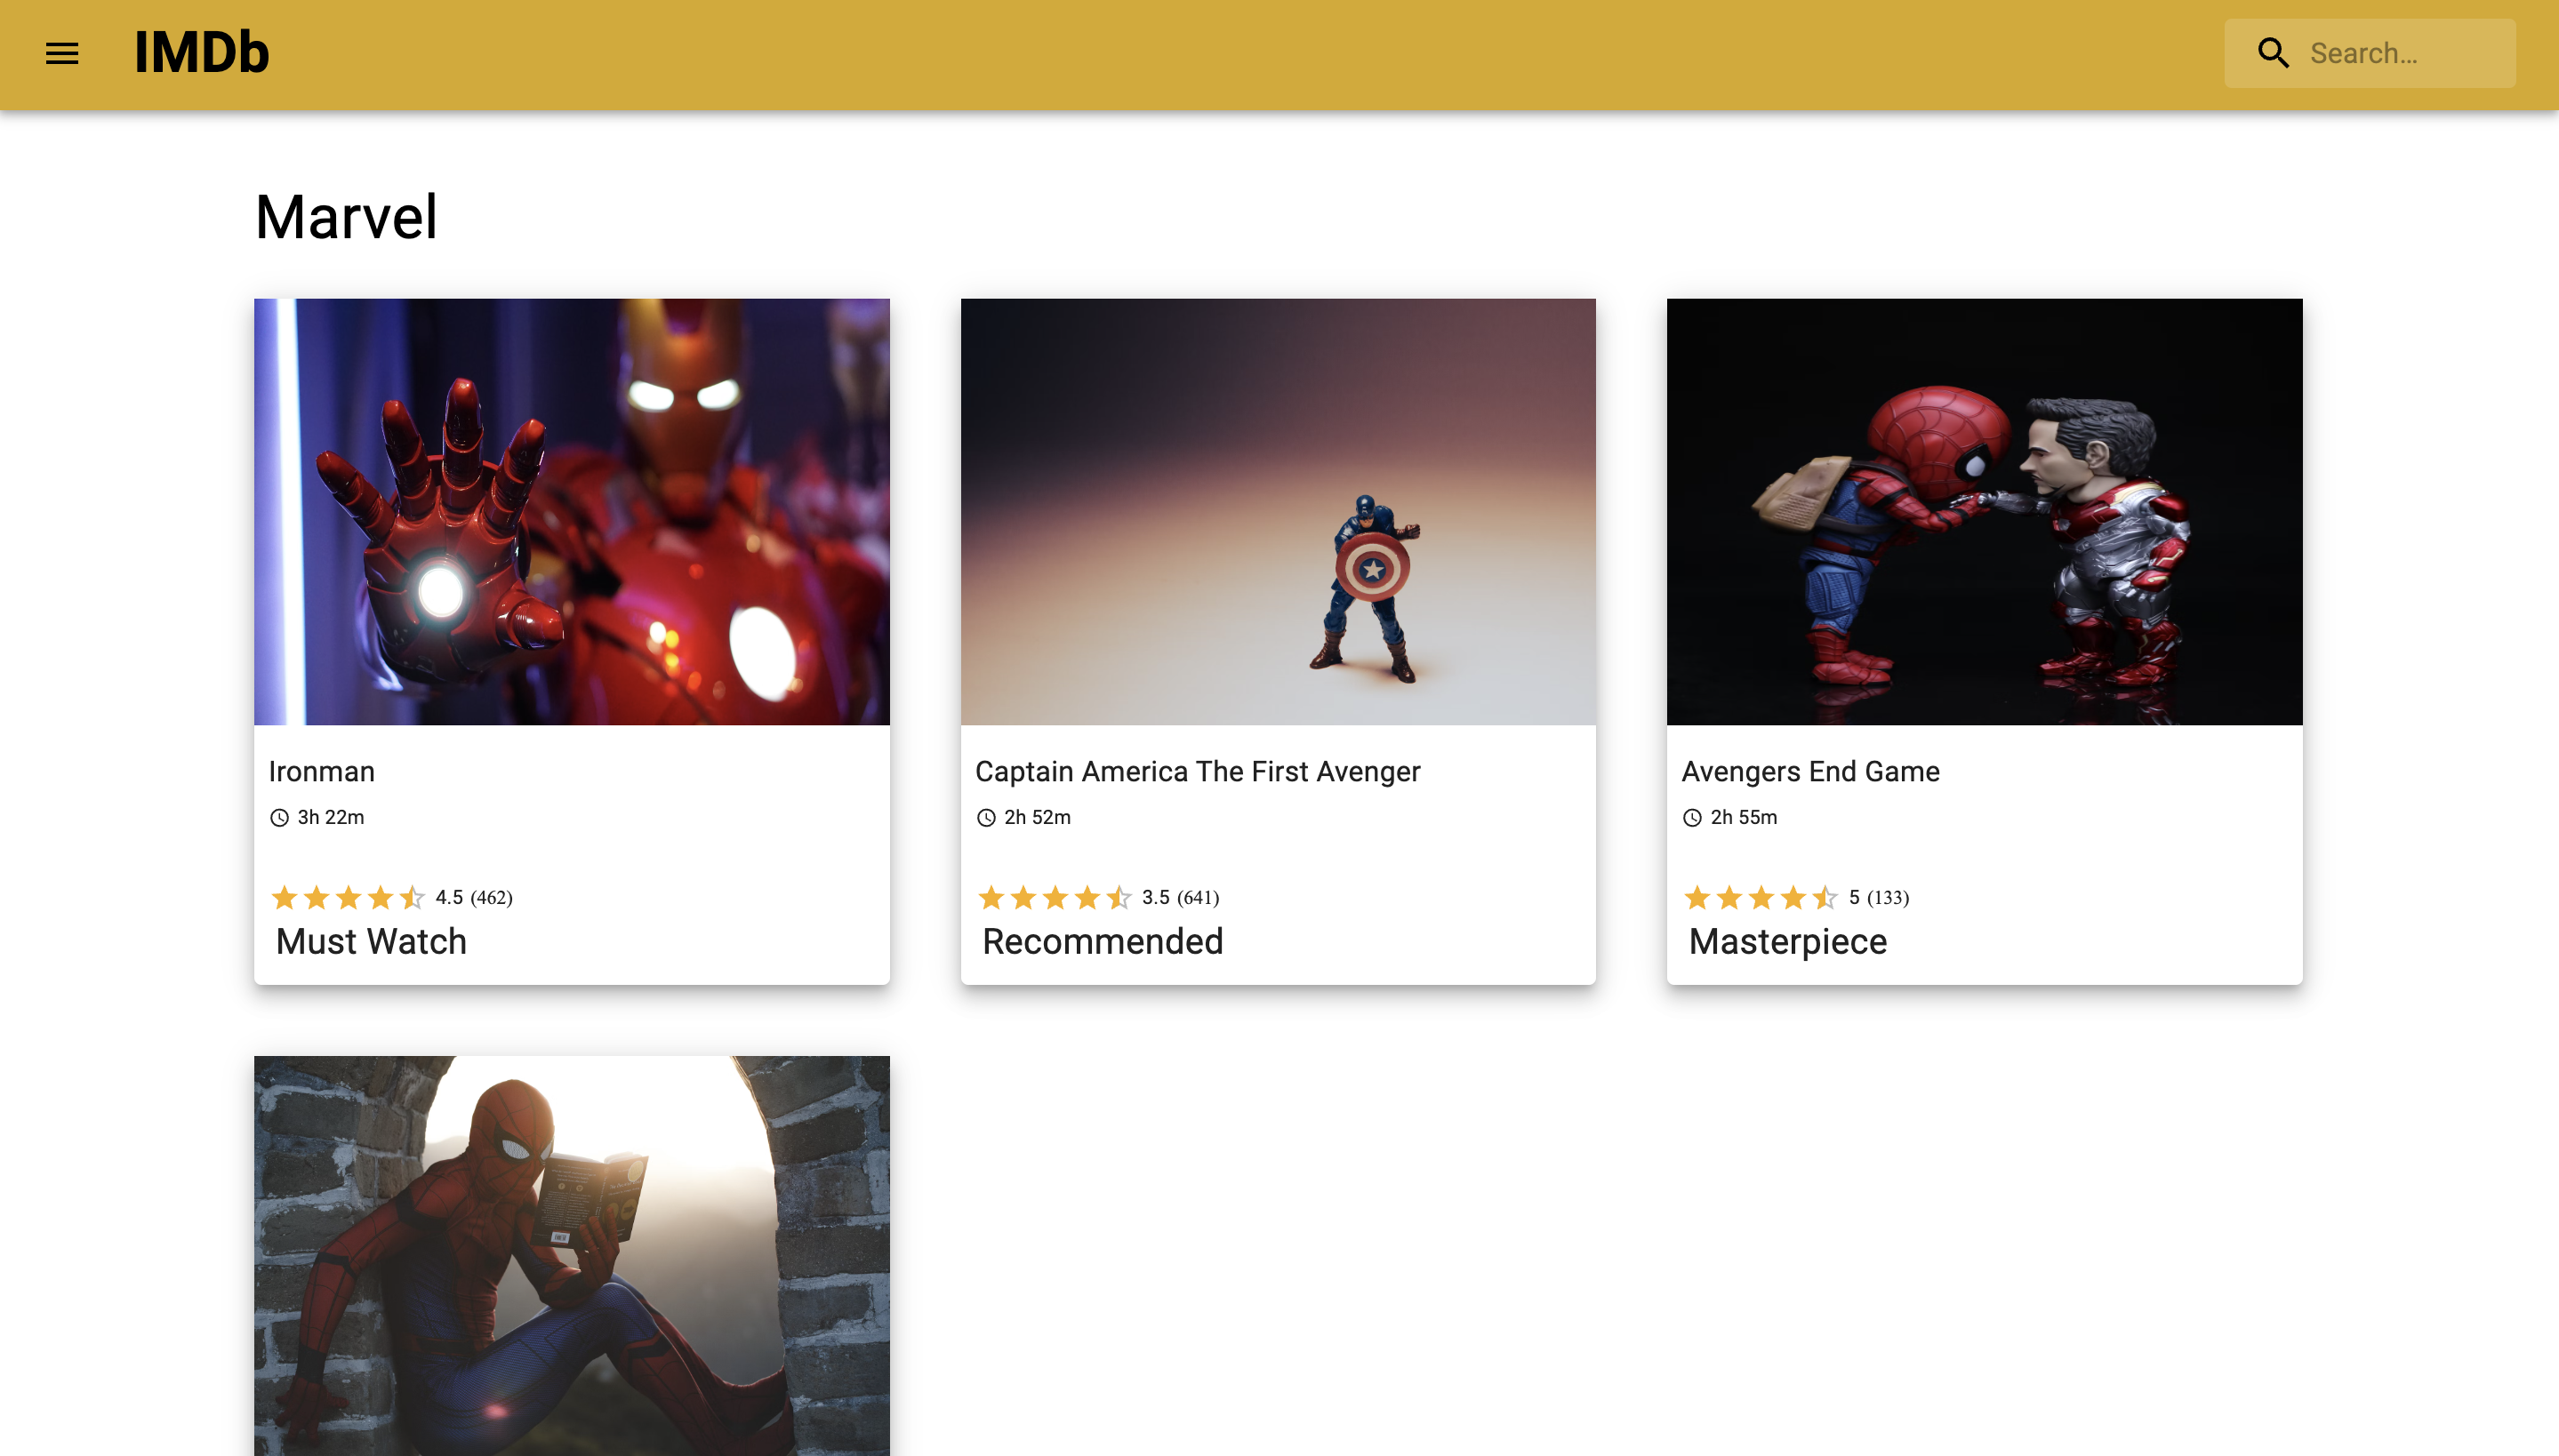 IMDb
Search…
Marvel
Ironman
3h 22m
4.5 (462)
Must Watch
Captain America The First Avenger
2h 52m
3.5 (641)
Recommended
Avengers End Game
2h 55m
5 (133)
Masterpiece